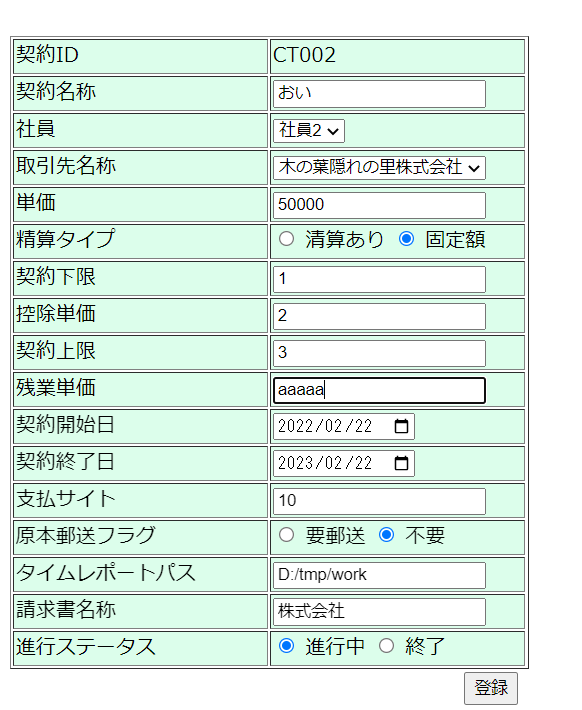 契約ID CT002
契約名称 おい
社員 社員2
取引先名称 木の葉隠れの里株式会社
単価 50000
精算タイプ 清算あり 固定額
契約下限 1
控除単価 2
契約上限 3
残業単価 aaaaa
契約開始日 2022/02/22
契約終了日 2023/02/22
支払サイト 10
原本郵送フラグ 要郵送 不要
タイムレポートパス D:/tmp/work
請求書名称 株式会社
進行ステータス 進行中 終了
登録